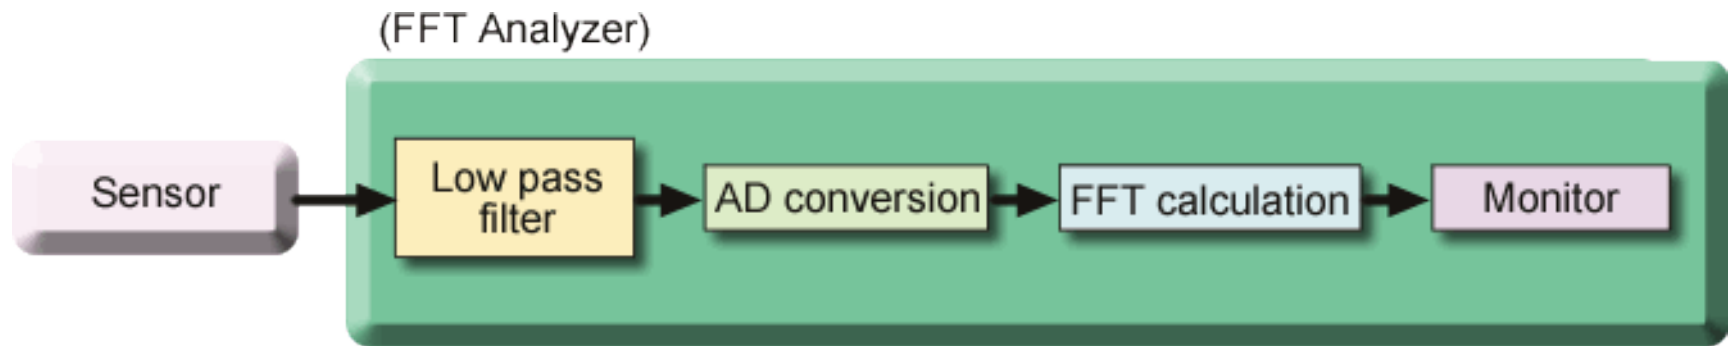 (FFT Analyzer)
Sensor
Low pass
filter
AD conversion
FFT calculation
Monitor